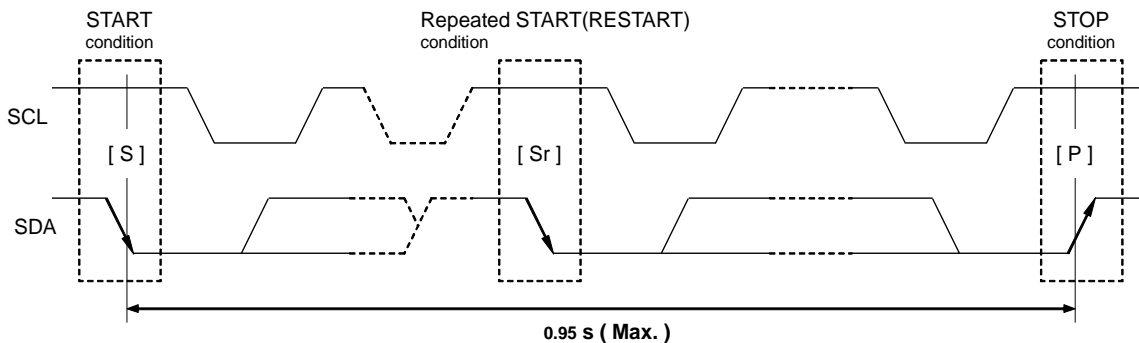 START
condition
Repeated START(RESTART)
condition
STOP
condition
SCL
[ S ]
[ Sr ]
[ P ]
SDA
0.95 s ( Max. )